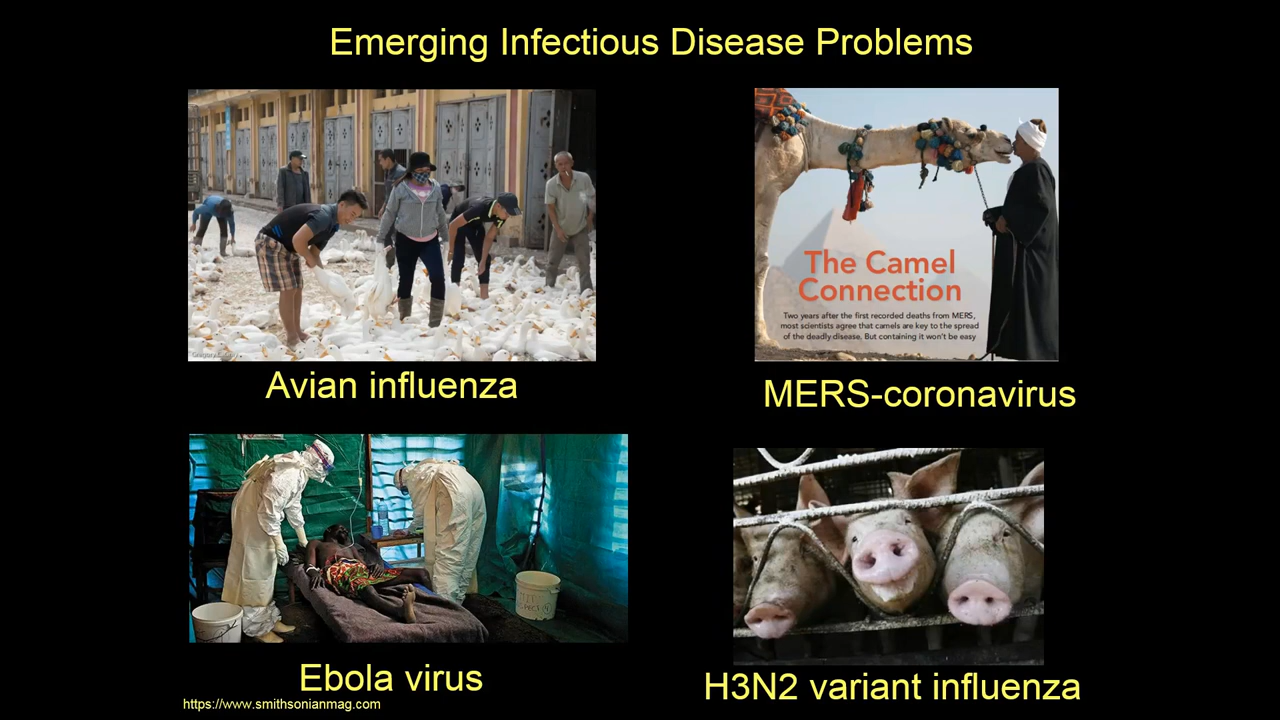 Emerging Infectious Disease Problems
The Camel
Connection
Two years after the first recorded deaths from MERS,
most scientists agree that camels are key to the spread
of the deadly disease. But containing it won't be easy
Avian influenza
MERS-coronavirus
Ebola virus
H3N2 variant influenza
https://www.smithsonianmag.com